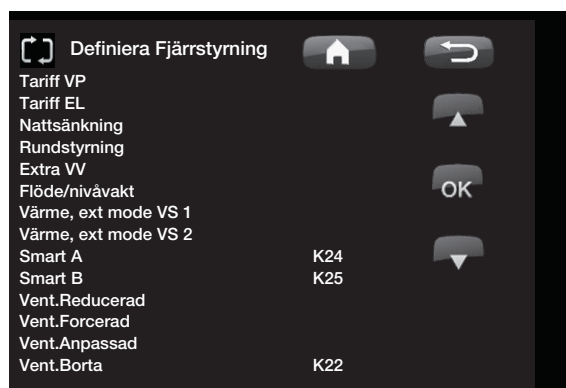 Definiera Fjärrstyrning
Tariff VP
Tariff EL
Nattsänkning
Rundstyrning
Extra VV
Flöde/nivåvakt
OK
Värme, ext mode VS 1
Värme, ext mode VS 2
Smart A K24
Smart B K25
Vent.Reducerad
Vent.Forcerad
Vent.Anpassad
Vent.Borta K22